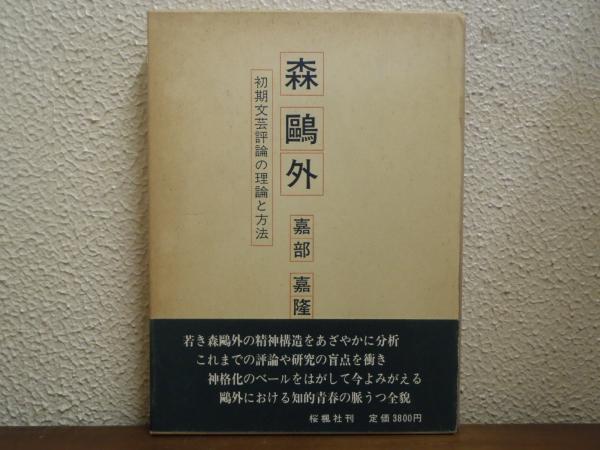 森鷗外
初期文芸評論の理論と方法
嘉部嘉隆
若き森鷗外の精神構造をあざやかに分析
これまでの評論や研究の盲点を衝き
神格化のベールをはがして今よみがえる
鷗外における知的青春の脈うつ全貌
桜楓社刊 定価3800円